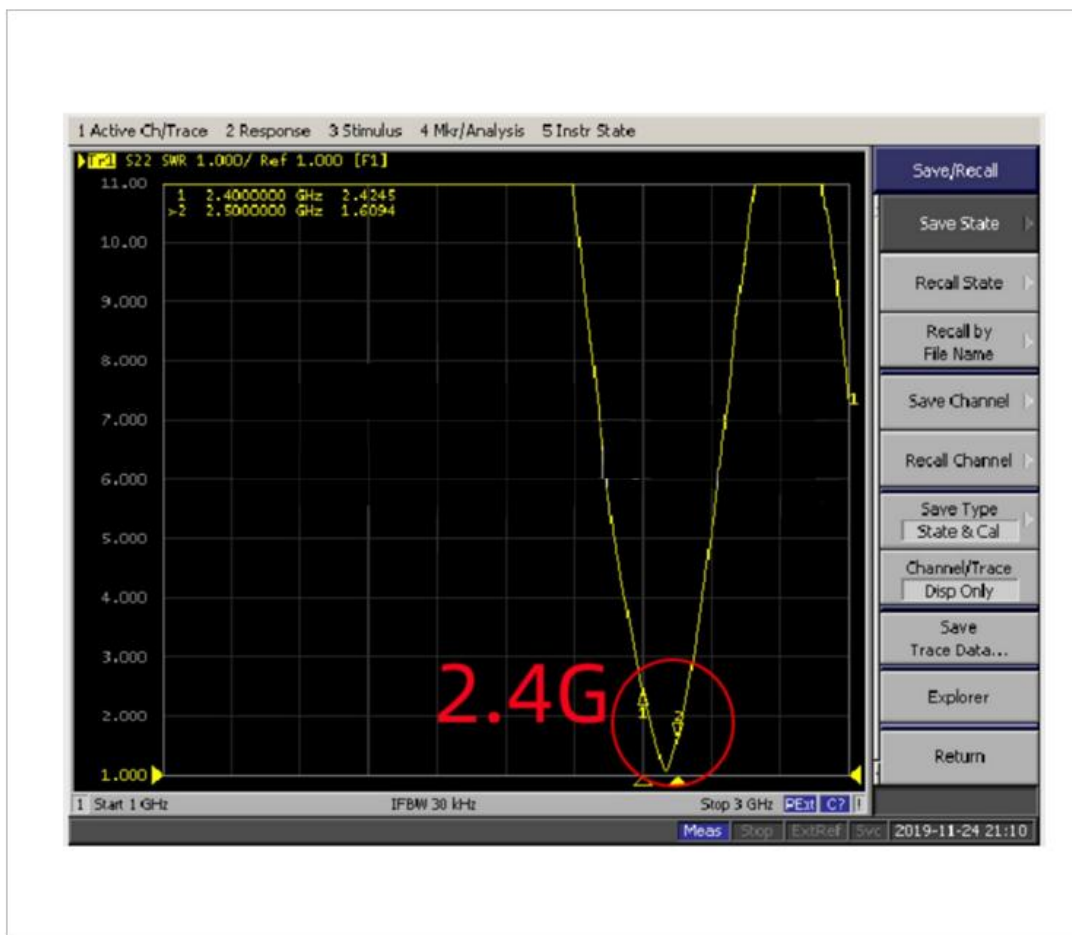 1 Active Ch/Trace 2 Response 3 Stimulus 4 Mkr/Analysis 5 Instr State
Tr1 S22 SWR 1.000/ Ref 1.000 [F1]
Save/Recall
11.00
1 2.4000000 GHz 2.4245
>2 2.5000000 GHz 1.6094
Save State
10.00
Recall State
9.000
Recall by
File Name
8.000
Save Channel
1
7.000
Recall Channel
6.000
Save Type
State & Cal
5.000
Channel/Trace
Disp Only
4.000
Save
Trace Data...
3.000
2.4G
Explorer
1
2
2.000
Return
1.000
1 Start 1 GHz IFBW 30 kHz Stop 3 GHz PExt C? !
Meas Stop ExtRef Svc 2019-11-24 21:10